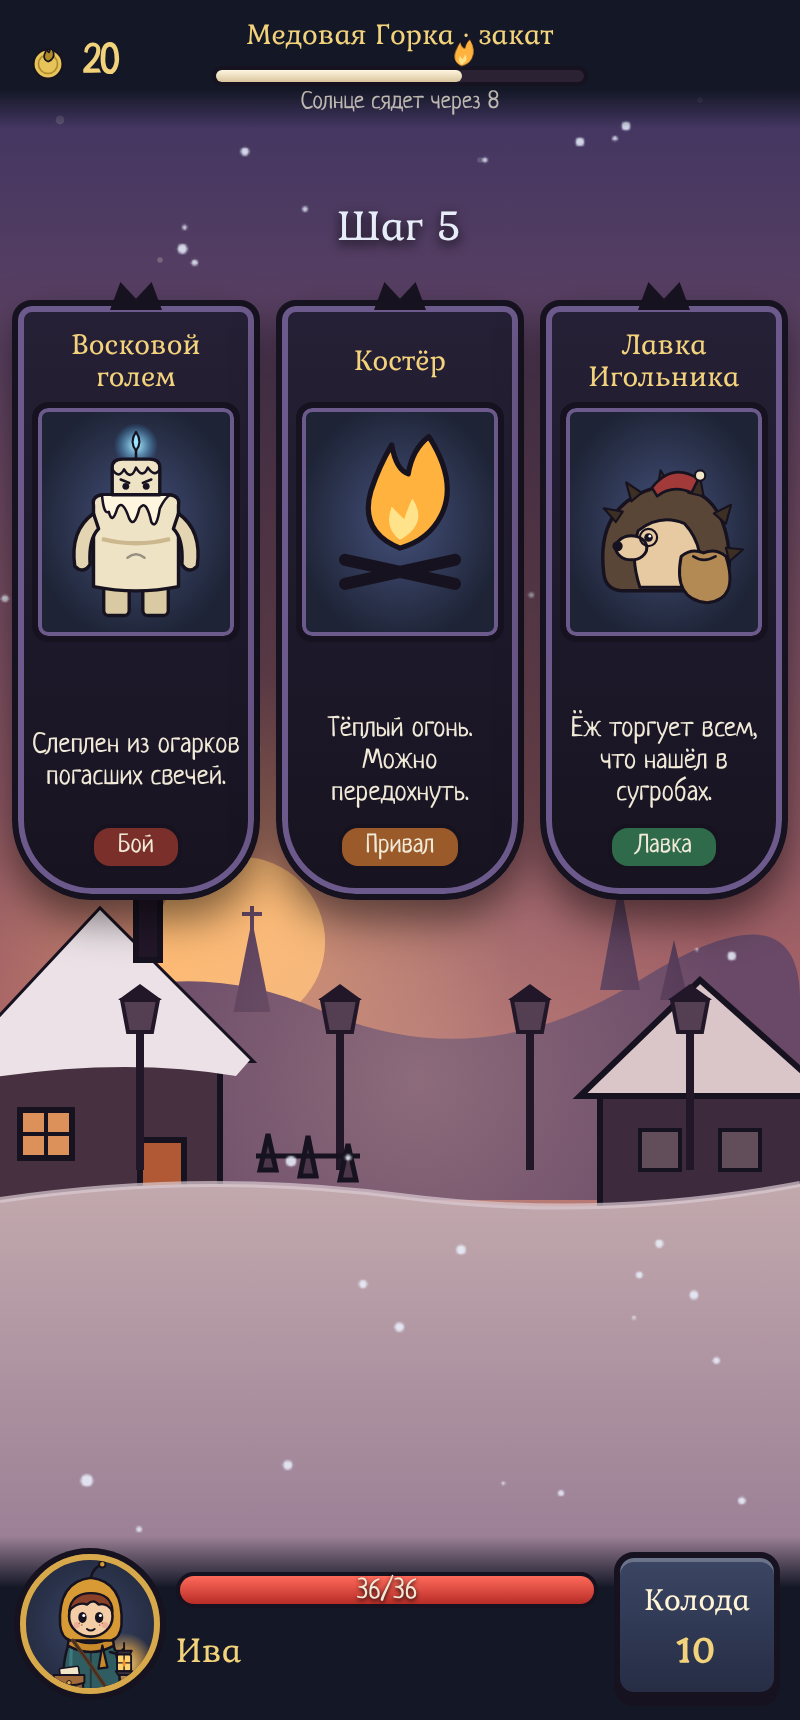 20
Медовая Горка · закат
Солнце сядет через 8
Шаг 5
Восковой
голем
Слеплен из огарков
погасших свечей.
Бой
Костёр
Тёплый огонь.
Можно
передохнуть.
Привал
Лавка
Игольника
Ёж торгует всем,
что нашёл в
сугробах.
Лавка
36/36
Ива
Колода
10